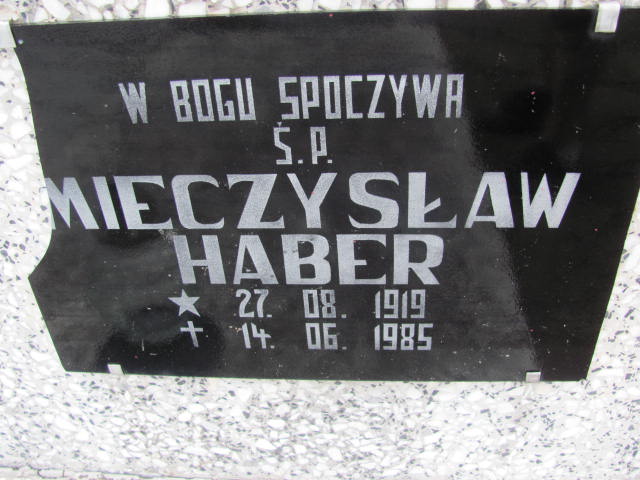 W BOGU SPOCZYWA
Ś.P.
MIECZYSŁAW
HABER
★ 27. 08. 1919
✝ 14. 06. 1985